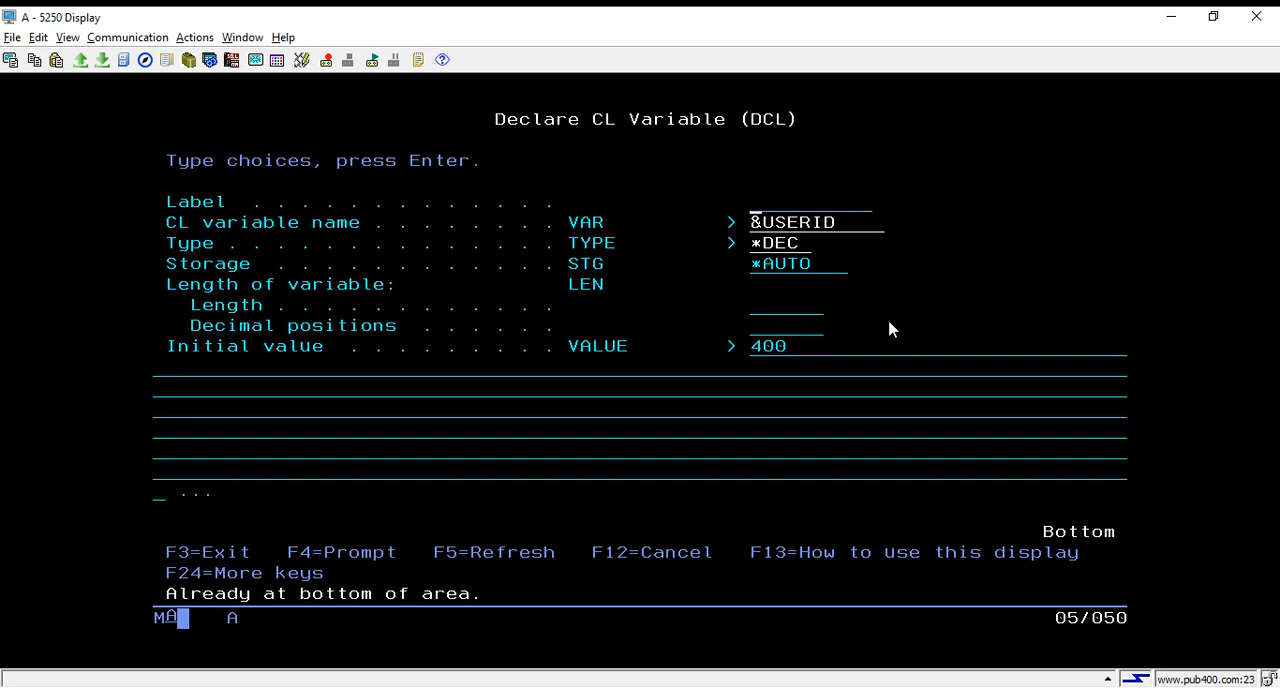 A - 5250 Display
File Edit View Communication Actions Window Help
Declare CL Variable (DCL)
Type choices, press Enter.
Label . . . . . . . . . . . . .
CL variable name . . . . . . . . VAR > &USERID
Type . . . . . . . . . . . . . . TYPE > *DEC
Storage . . . . . . . . . . . . STG *AUTO
Length of variable: LEN
Length . . . . . . . . . . . .
Decimal positions . . . . . .
Initial value . . . . . . . . . VALUE > 400
_ ...
Bottom
F3=Exit F4=Prompt F5=Refresh F12=Cancel F13=How to use this display
F24=More keys
Already at bottom of area.
MA A 05/050
www.pub400.com:23